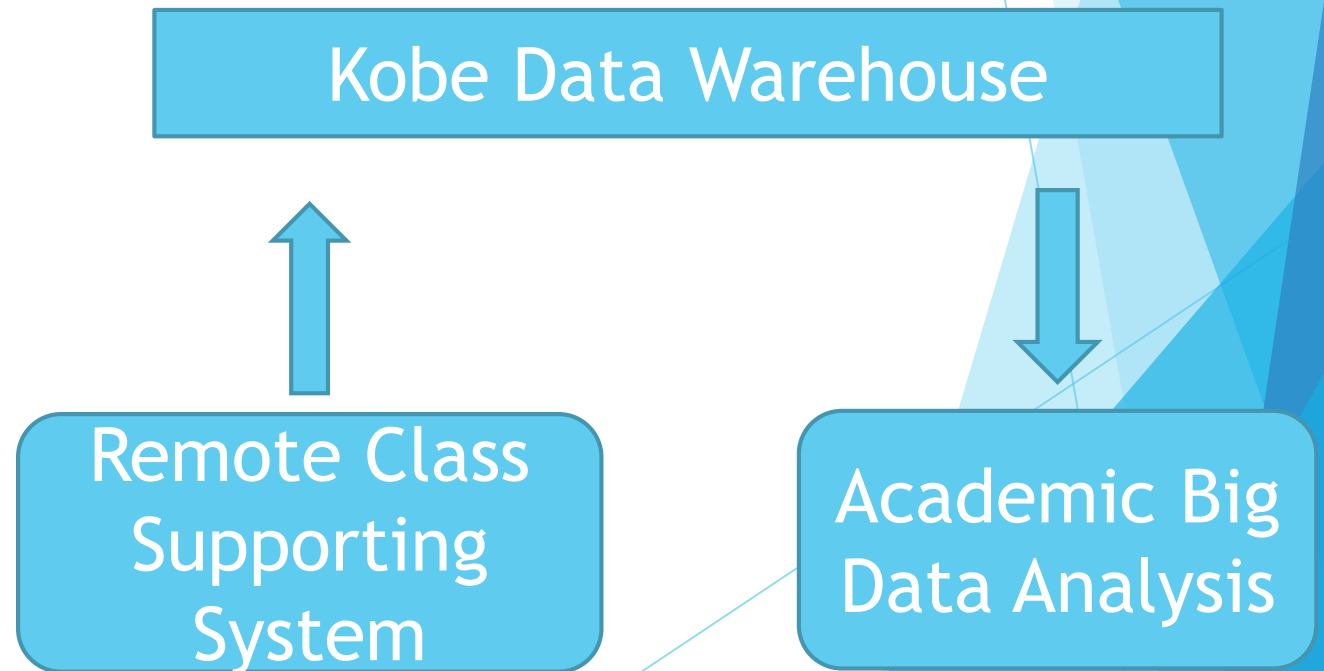 Kobe Data Warehouse
Remote Class
Supporting
System
Academic Big
Data Analysis